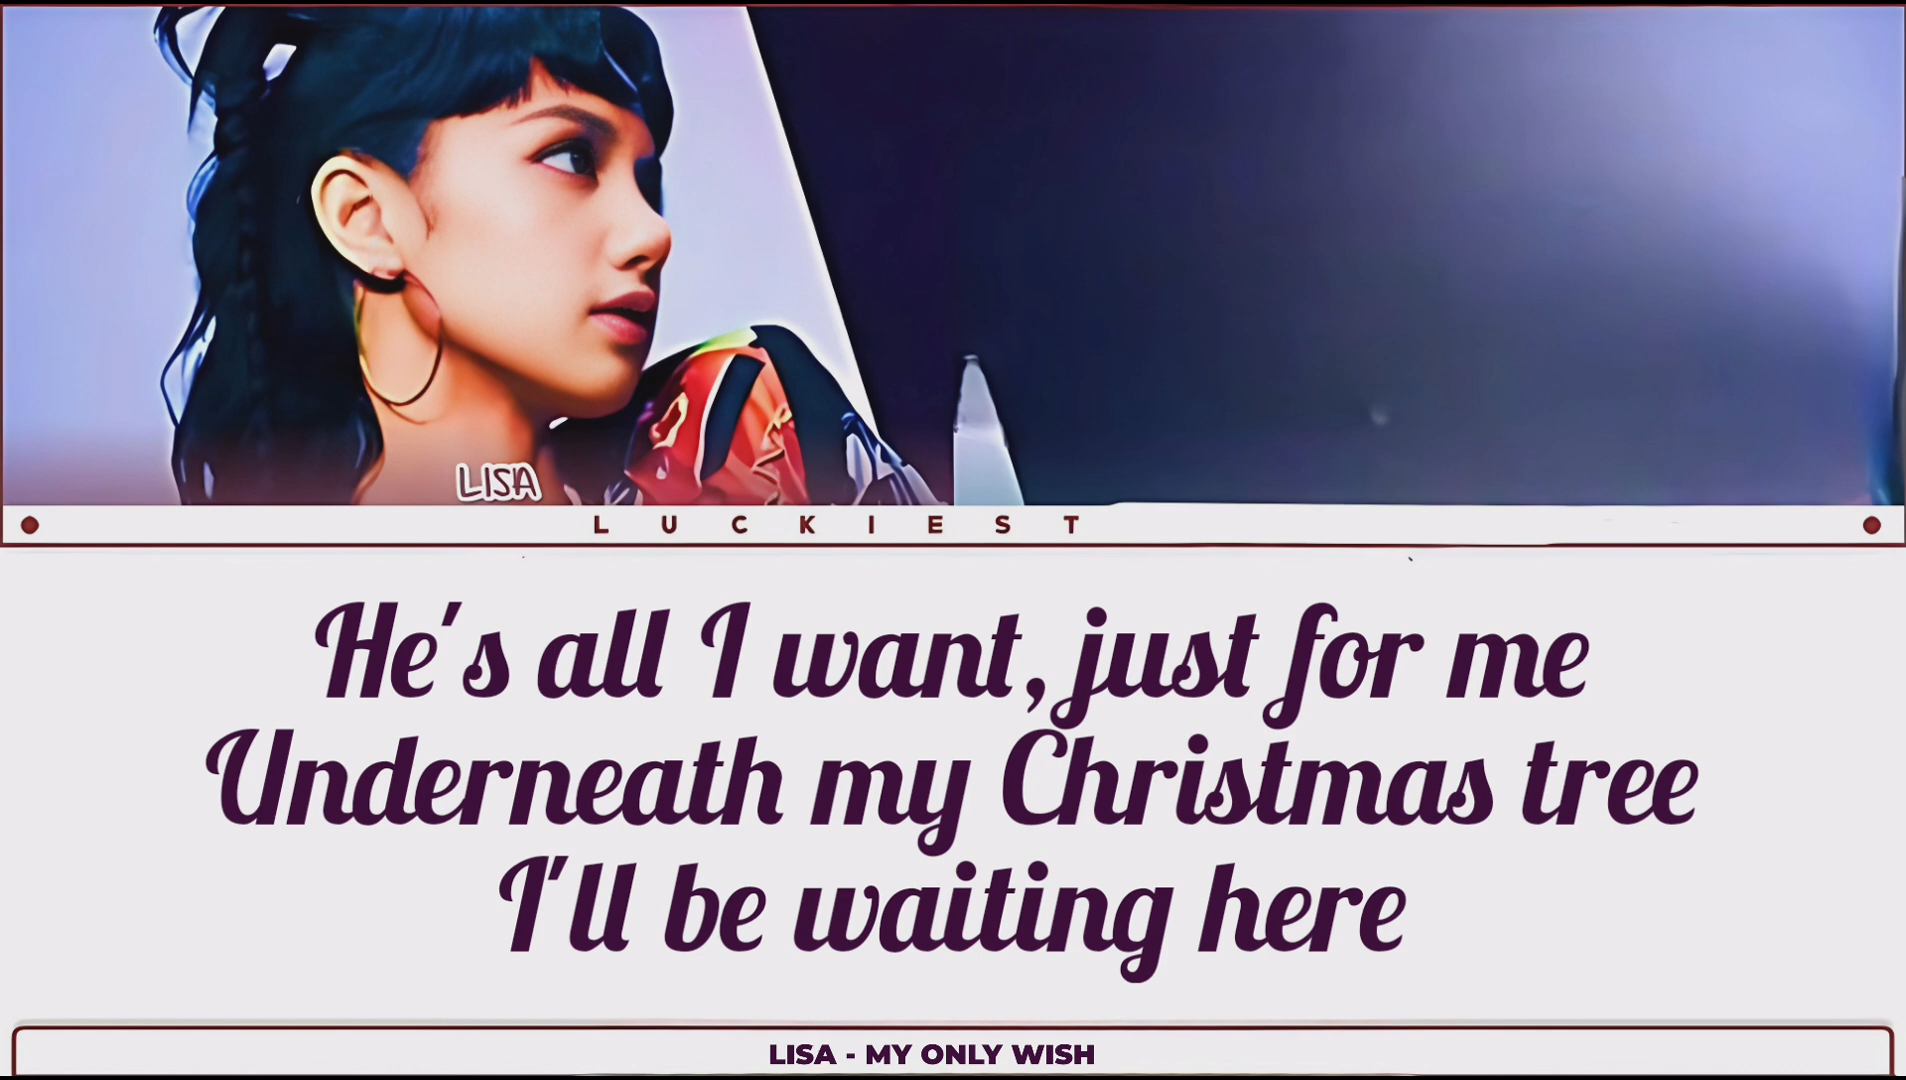 LISA
LUCKIEST
He's all I want, just for me
Underneath my Christmas tree
I'll be waiting here
LISA - MY ONLY WISH